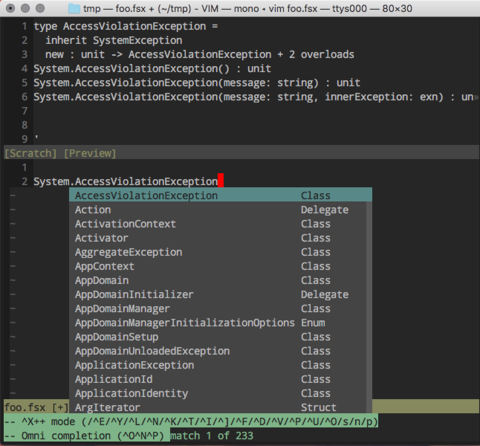 tmp — foo.fsx + (~/tmp) - VIM — mono • vim foo.fsx — ttys000 — 80×30
1 type AccessViolationException =
2 inherit SystemException
3 new : unit -> AccessViolationException + 2 overloads
4 System.AccessViolationException() : unit
5 System.AccessViolationException(message: string) : unit
6 System.AccessViolationException(message: string, innerException: exn) : un
7
8
9 '
[Scratch] [Preview]
1
2 System.AccessViolationException
~ AccessViolationException Class
~ Action Delegate
~ ActivationContext Class
~ Activator Class
~ AggregateException Class
~ AppContext Class
~ AppDomain Class
~ AppDomainInitializer Delegate
~ AppDomainManager Class
~ AppDomainManagerInitializationOptions Enum
~ AppDomainSetup Class
~ AppDomainUnloadedException Class
~ ApplicationException Class
~ ApplicationId Class
~ ApplicationIdentity Class
foo.fsx [+] ArgIterator Struct
-- ^X++ mode (/^E/^Y/^L/^N/^K/^T/^I/^]/^F/^D/^V/^P/^U/^O/s/n/p)
-- Omni completion (^O^N^P) match 1 of 233